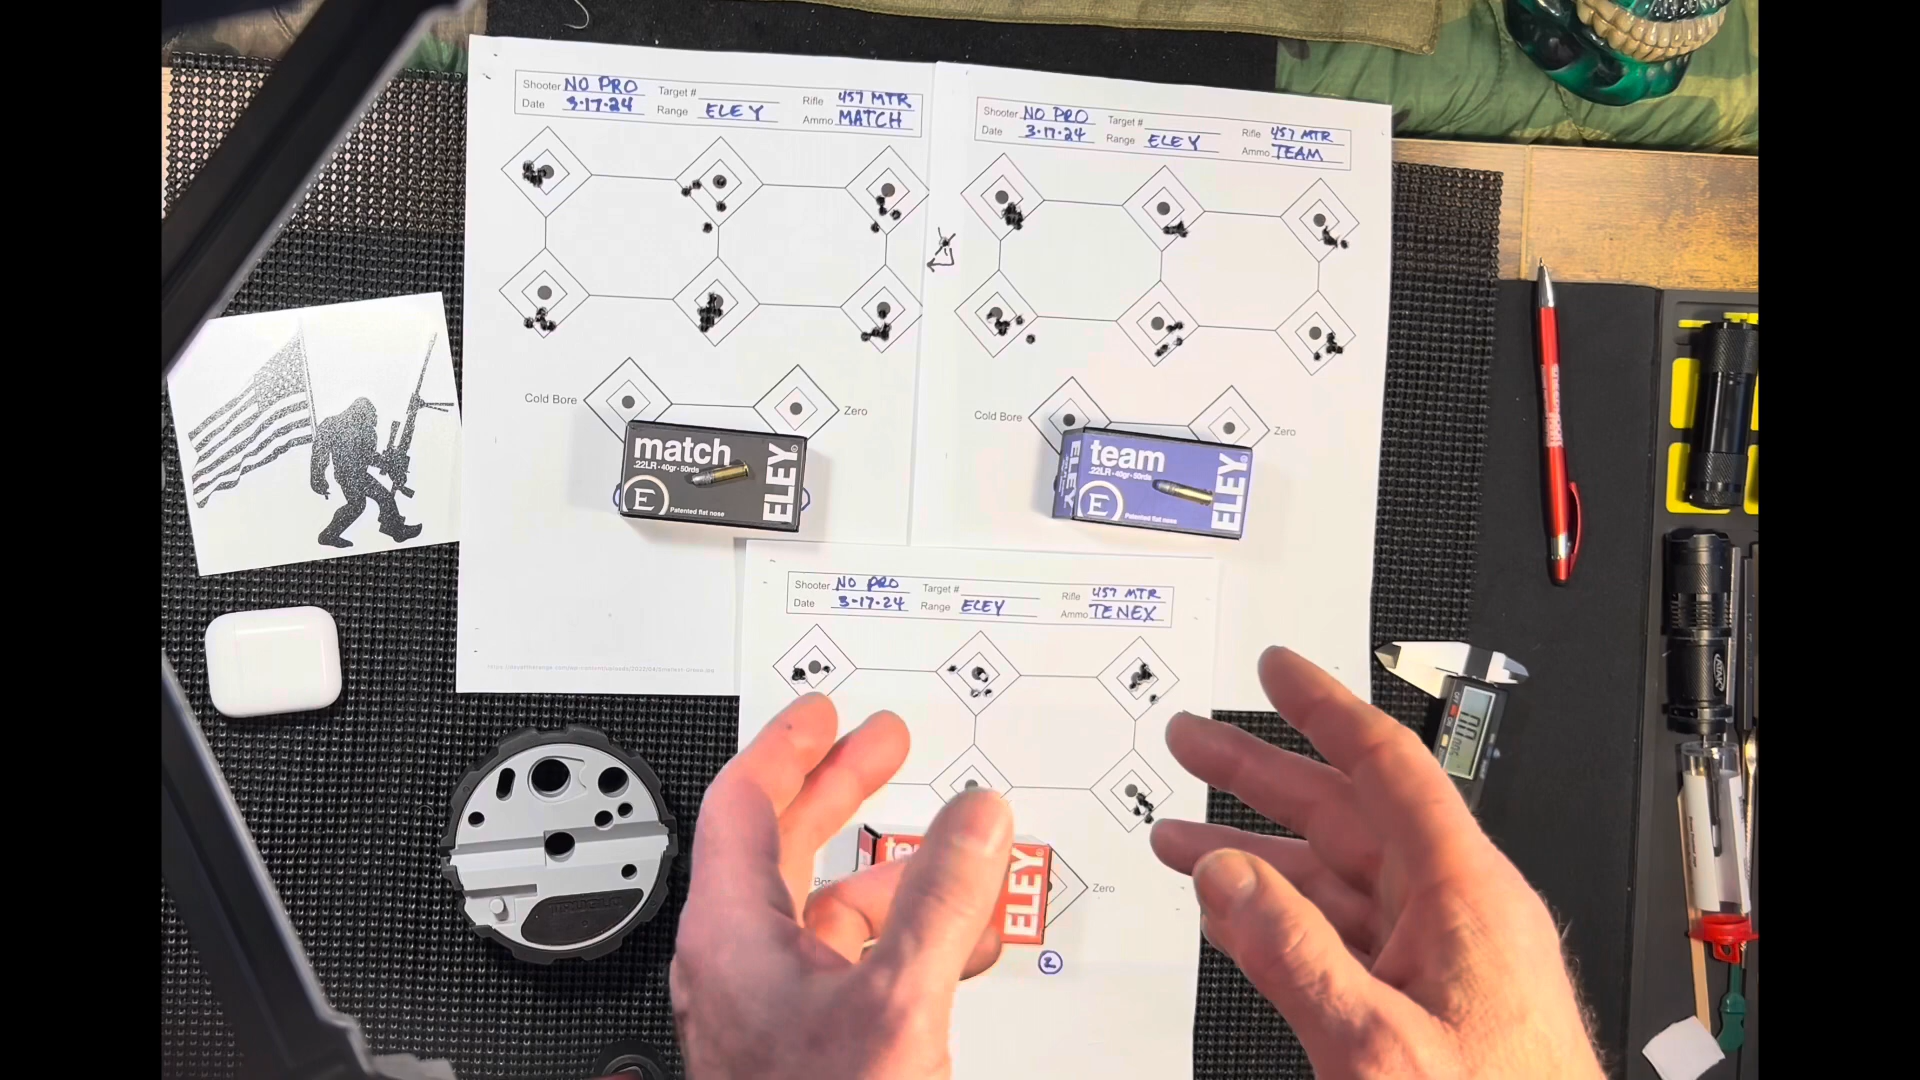 Shooter NO PRO Target # Rifle 457 MTR
Date 3.17.24 Range ELEY Ammo MATCH
Cold Bore
Zero
match
.22LR • 40gr • 50rds
E
Patented flat nose
ELEY
Shooter NO PRO Target # Rifle 457 MTR
Date 3.17.24 Range ELEY Ammo TEAM
Cold Bore
Zero
ELEY
team
.22LR • 40gr • 50rds
E
Patented flat nose
ELEY
Shooter NO PRO Target # Rifle 457 MTR
Date 3-17-24 Range ELEY Ammo TENEX
Zero
ELEY
2